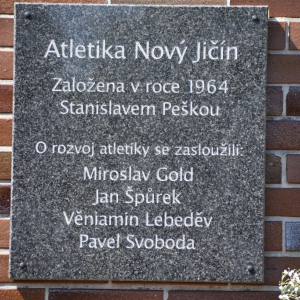 Atletika Nový Jičín
Založena v roce 1964
Stanislavem Peškou
O rozvoj atletiky se zasloužili:
Miroslav Gold
Jan Špůrek
Věniamin Lebeděv
Pavel Svoboda